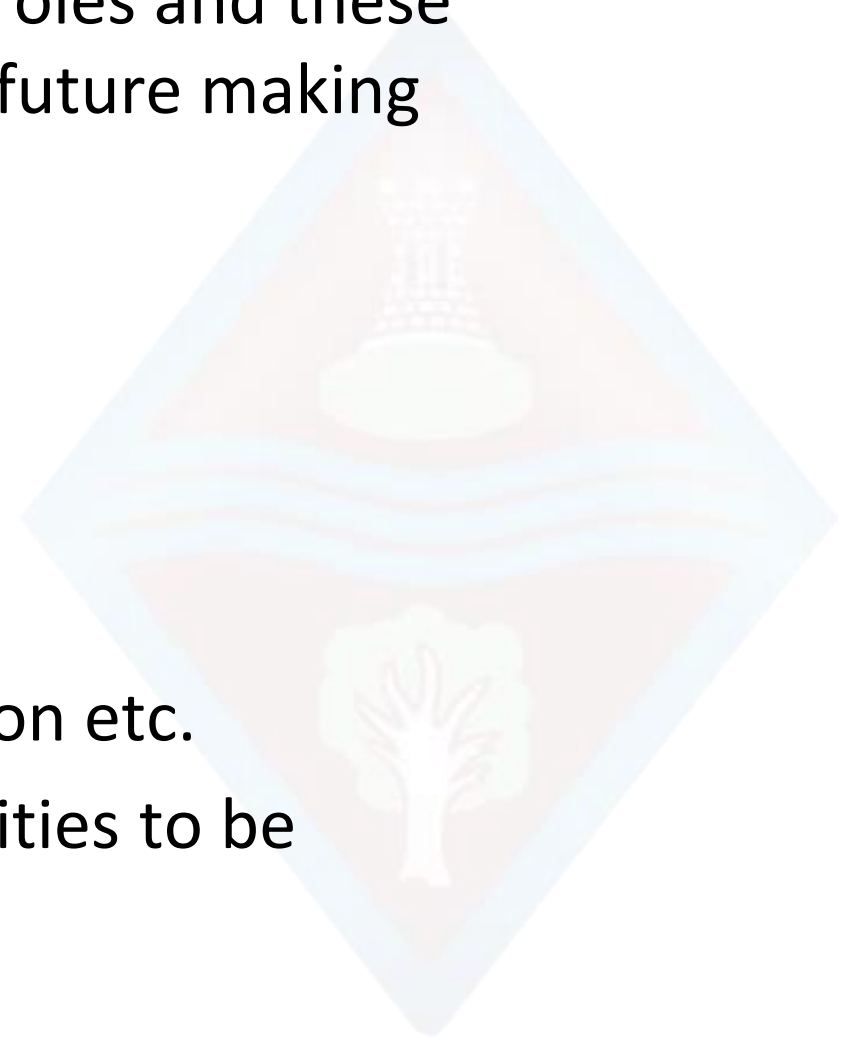 oles and these
future making
on etc.
ities to be